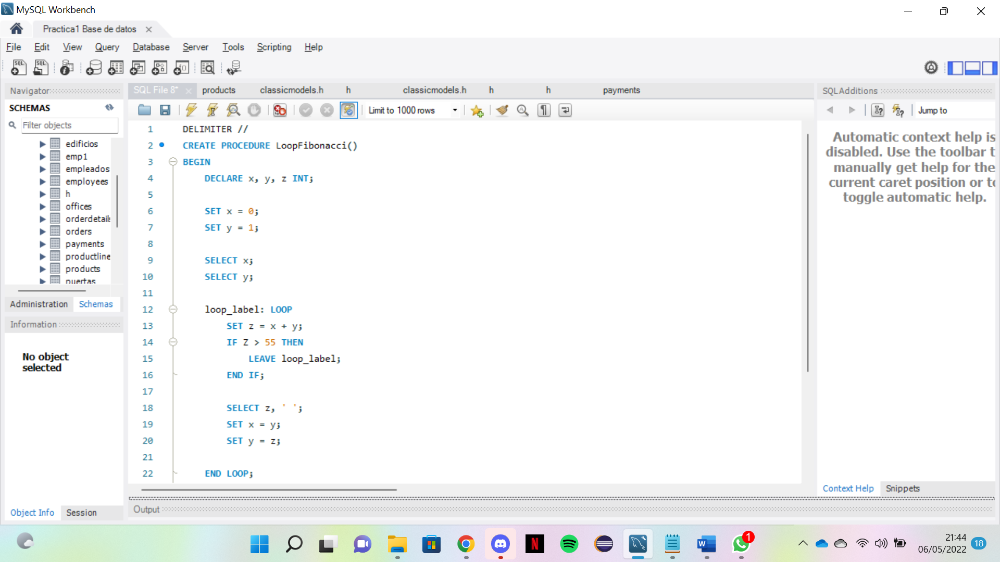 MySQL Workbench
Practica1 Base de datos
File Edit View Query Database Server Tools Scripting Help
Navigator
SCHEMAS
Filter objects
edificios
emp1
empleados
employees
h
offices
orderdetails
orders
payments
productline
products
puertas
Administration Schemas
Information
No object
selected
Object Info Session
SQL File 8* products classicmodels.h h classicmodels.h h h payments
Limit to 1000 rows
1 DELIMITER //
2 CREATE PROCEDURE LoopFibonacci()
3 BEGIN
4 DECLARE x, y, z INT;
5
6 SET x = 0;
7 SET y = 1;
8
9 SELECT x;
10 SELECT y;
11
12 loop_label: LOOP
13 SET z = x + y;
14 IF Z > 55 THEN
15 LEAVE loop_label;
16 END IF;
17
18 SELECT z, ' ';
19 SET x = y;
20 SET y = z;
21
22 END LOOP;
Output
SQLAdditions
Jump to
Automatic context help is
disabled. Use the toolbar t
manually get help for the
current caret position or to
toggle automatic help.
Context Help Snippets
1
21:44
06/05/2022
18